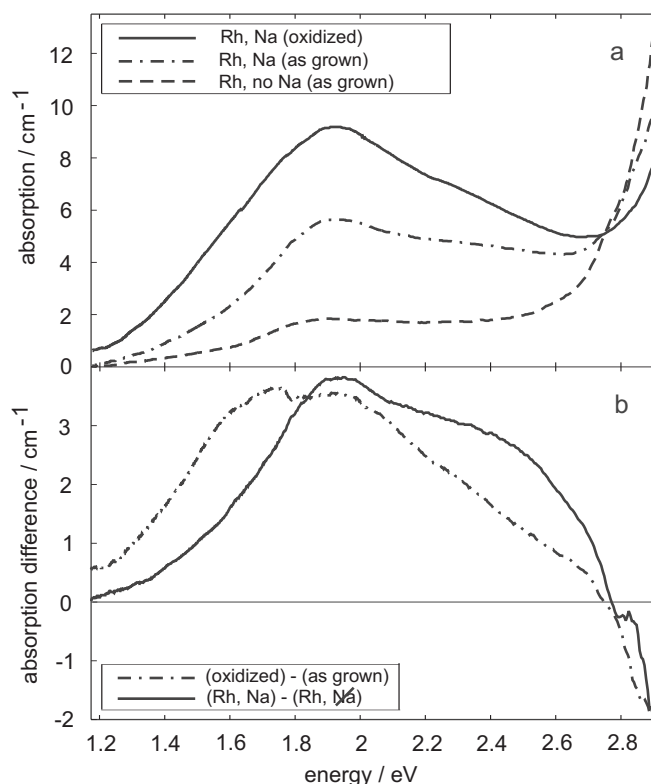 Rh, Na (oxidized)
Rh, Na (as grown)
Rh, no Na (as grown)
a
absorption / cm⁻¹
12
10
8
6
4
2
0
b
absorption difference / cm⁻¹
3
2
1
0
-1
-2
(oxidized) - (as grown)
(Rh, Na) - (Rh, Na)
1.2 1.4 1.6 1.8 2 2.2 2.4 2.6 2.8
energy / eV